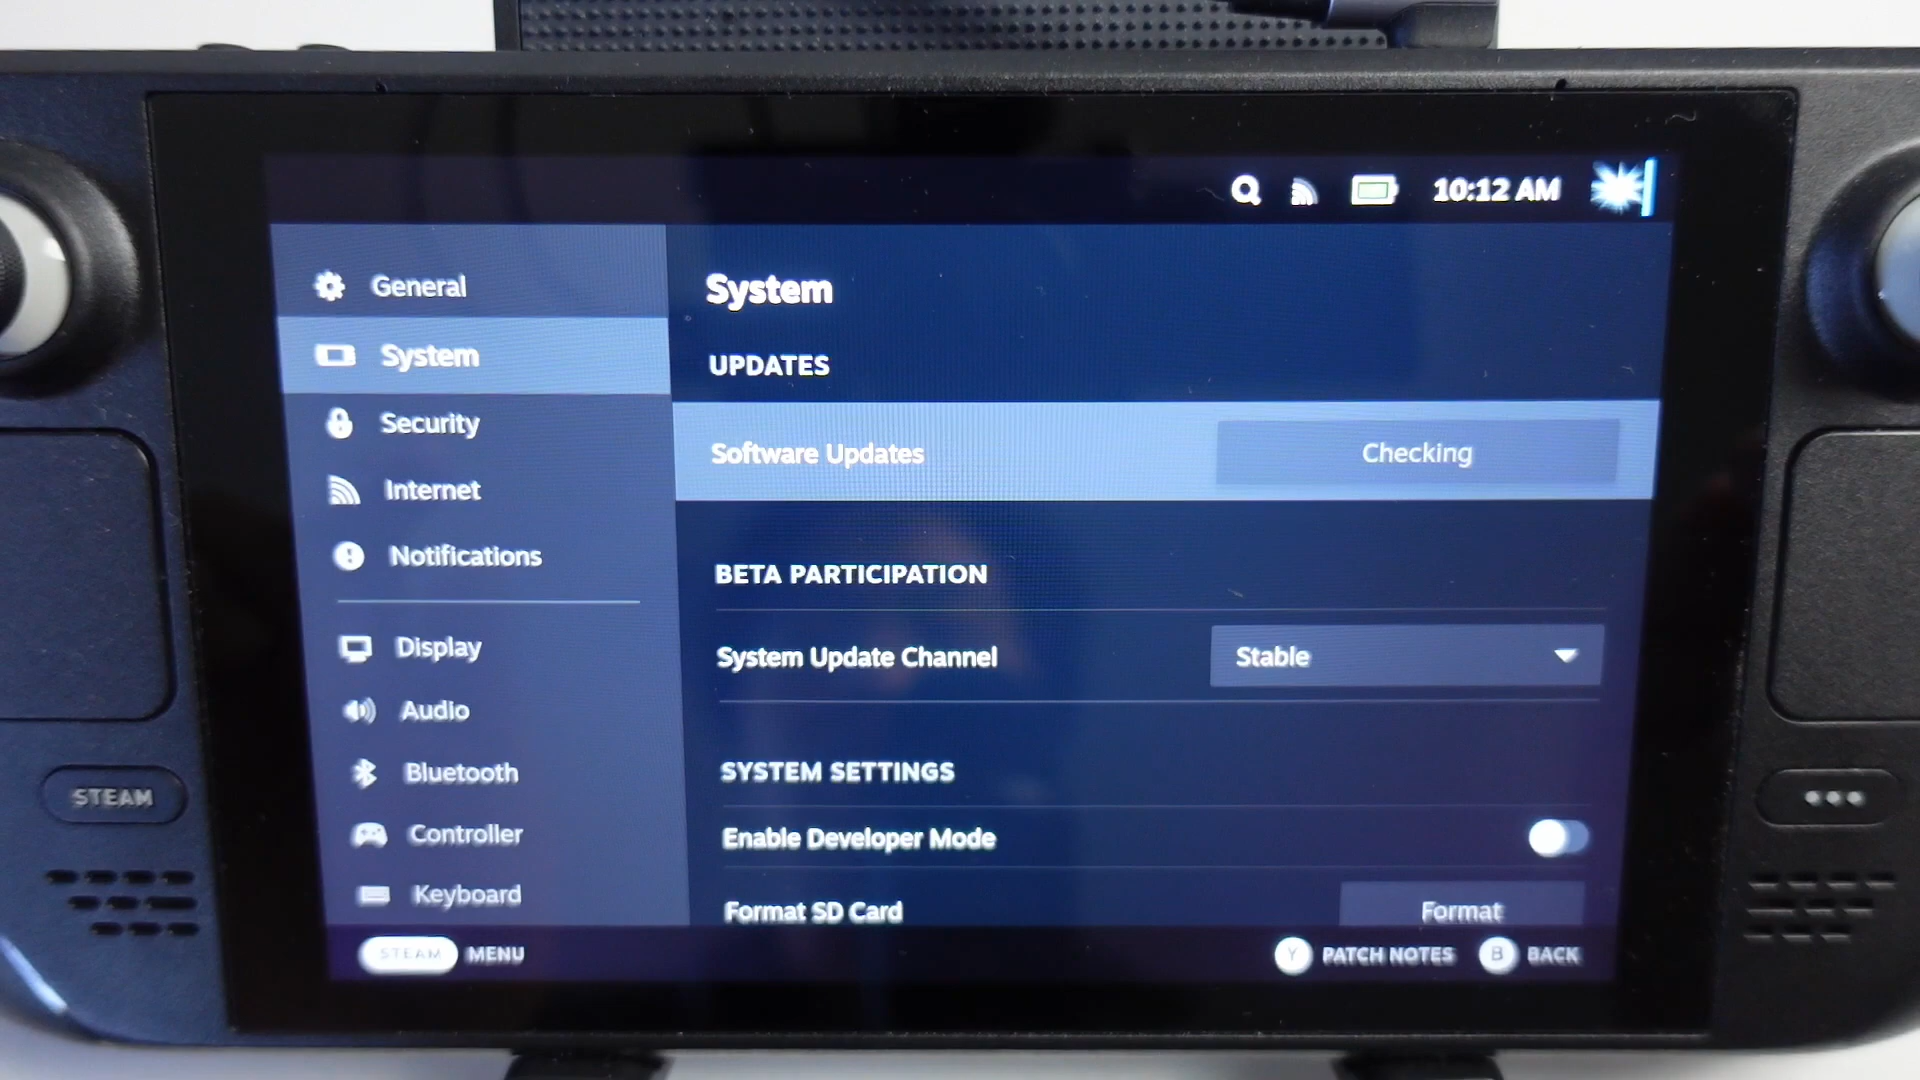 10:12 AM
General
System
Security
Internet
Notifications
Display
Audio
Bluetooth
Controller
Keyboard
System
UPDATES
Software Updates Checking
BETA PARTICIPATION
System Update Channel Stable
SYSTEM SETTINGS
Enable Developer Mode
Format SD Card Format
STEAM MENU Y PATCH NOTES B BACK
STEAM